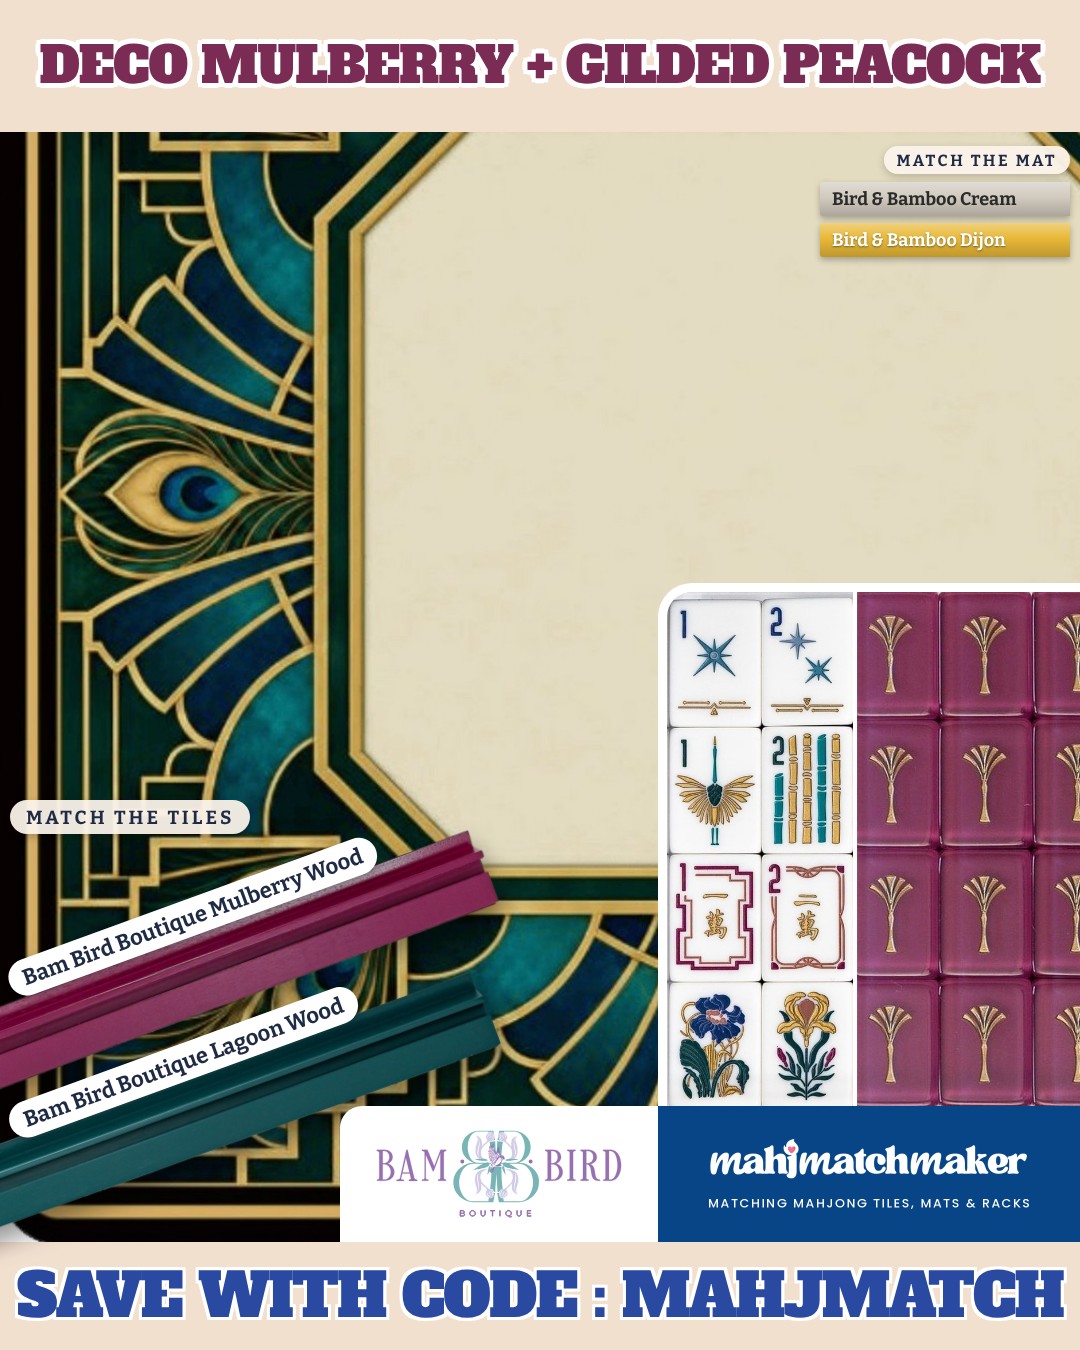 DECO MULBERRY + GILDED PEACOCK
MATCH THE MAT
Bird & Bamboo Cream
Bird & Bamboo Dijon
1
2
1
2
1
一
萬
2
二
萬
MATCH THE TILES
Bam Bird Boutique Mulberry Wood
Bam Bird Boutique Lagoon Wood
BAM BIRD
BOUTIQUE
mahjmatchmaker
MATCHING MAHJONG TILES, MATS & RACKS
SAVE WITH CODE : MAHJMATCH